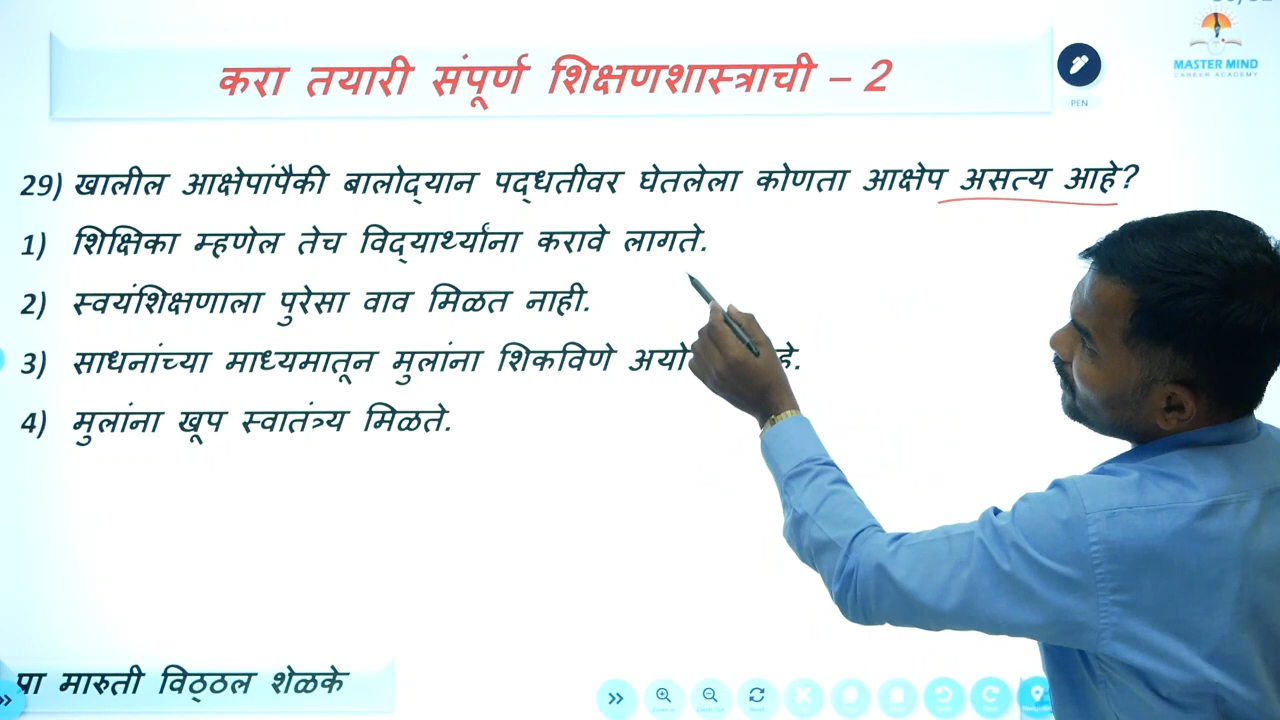 MASTER MIND
CAREER ACADEMY
करा तयारी संपूर्ण शिक्षणशास्त्राची – 2
PEN
29) खालील आक्षेपांपैकी बालोद्‌यान पद्‌धतीवर घेतलेला कोणता आक्षेप असत्य आहे?
1) शिक्षिका म्हणेल तेच विद्‌यार्थ्यांना करावे लागते.
2) स्वयंशिक्षणाला पुरेसा वाव मिळत नाही.
3) साधनांच्या माध्यमातून मुलांना शिकविणे
4) मुलांना खूप स्वातंत्र्य मिळते.
प्रा मारुती विठ्‌ठल शेळके